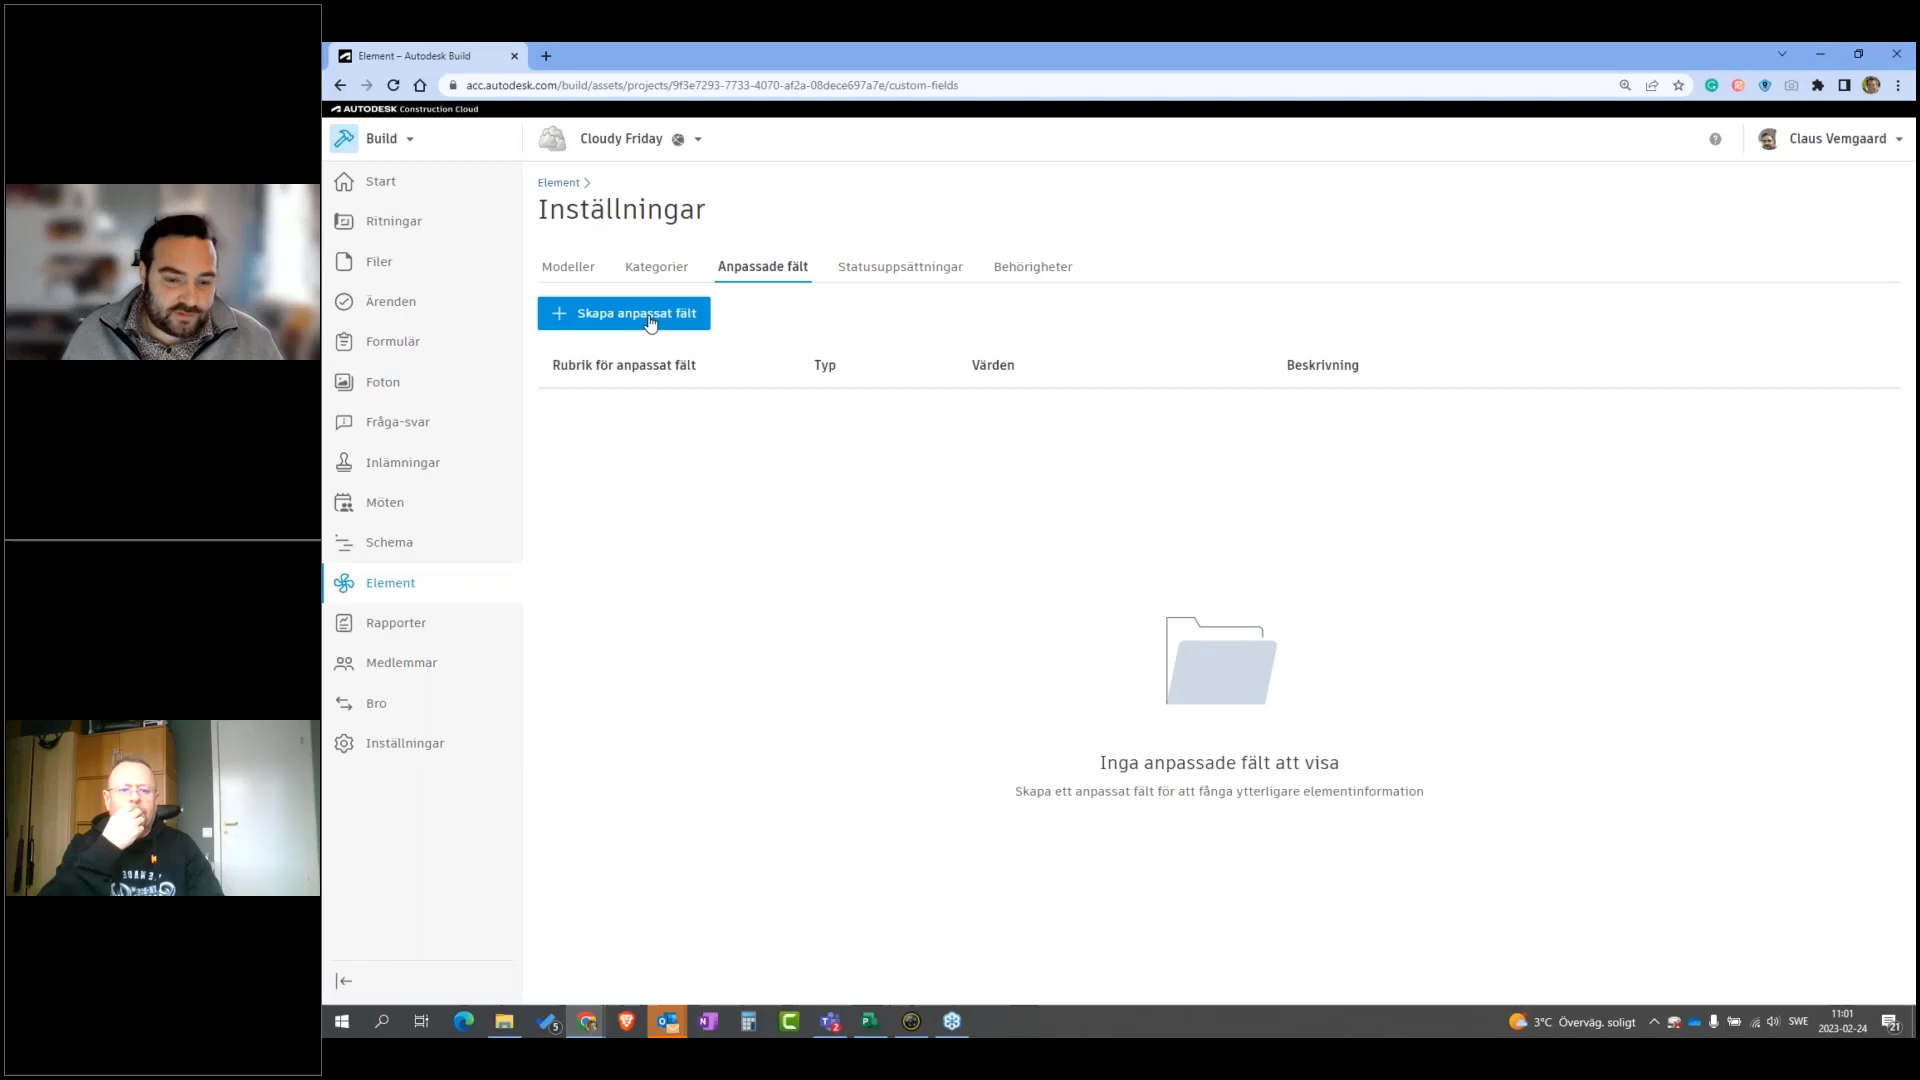 Element – Autodesk Build
acc.autodesk.com/build/assets/projects/9f3e7293-7733-4070-af2a-08dece697a7e/custom-fields
AUTODESK Construction Cloud
Build
Cloudy Friday
Claus Vemgaard
Start
Ritningar
Filer
Ärenden
Formulär
Foton
Fråga-svar
Inlämningar
Möten
Schema
Element
Rapporter
Medlemmar
Bro
Inställningar
Element
Inställningar
Modeller
Kategorier
Anpassade fält
Statusuppsättningar
Behörigheter
Skapa anpassat fält
Rubrik för anpassat fält
Typ
Värden
Beskrivning
Inga anpassade fält att visa
Skapa ett anpassat fält för att fånga ytterligare elementinformation
5
2
3°C Överväg. soligt
SWE
11:01
2023-02-24
21